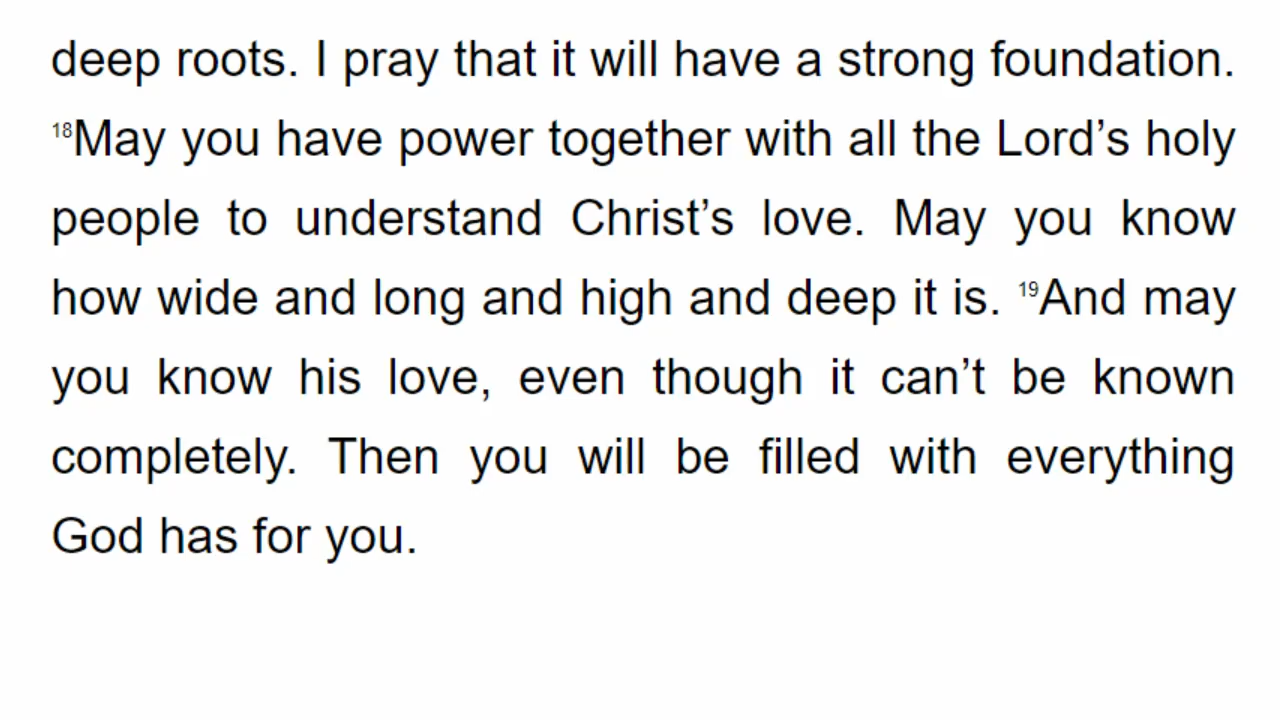 deep roots. I pray that it will have a strong foundation.
18May you have power together with all the Lord’s holy
people to understand Christ’s love. May you know
how wide and long and high and deep it is. 19And may
you know his love, even though it can’t be known
completely. Then you will be filled with everything
God has for you.